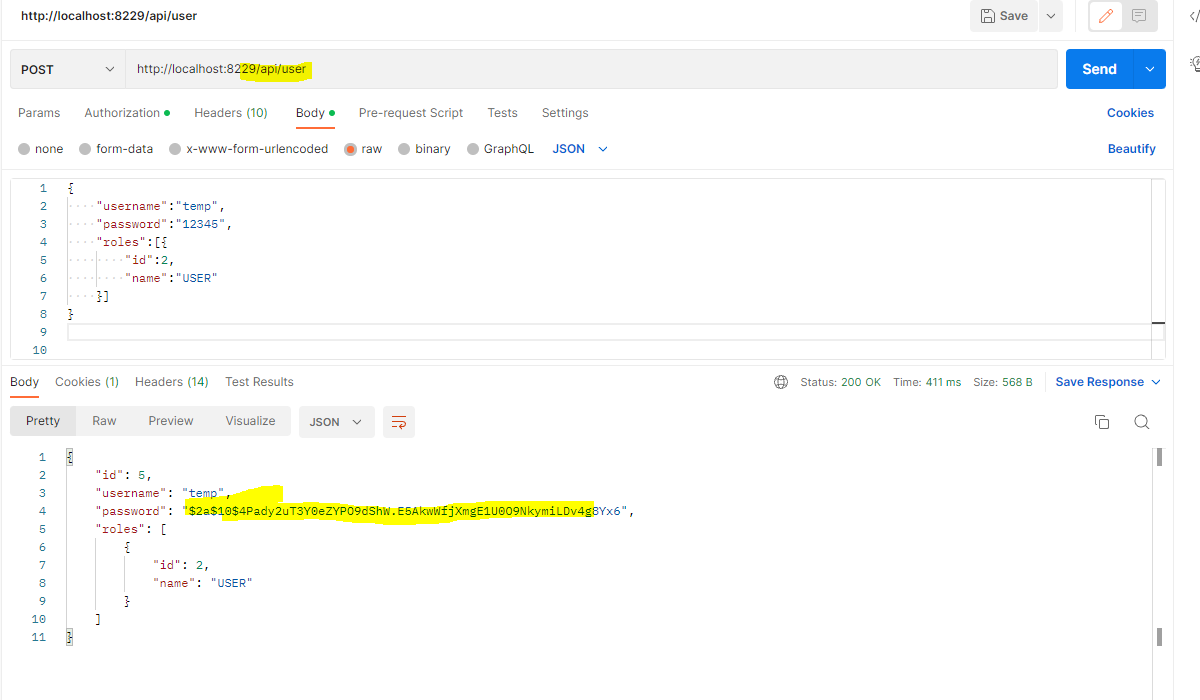 http://localhost:8229/api/user
Save
POST http://localhost:8229/api/user Send
Params Authorization Headers (10) Body Pre-request Script Tests Settings Cookies
none form-data x-www-form-urlencoded raw binary GraphQL JSON Beautify
1 {
2 "username":"temp",
3 "password":"12345",
4 "roles":[{
5 "id":2,
6 "name":"USER"
7 }]
8 }
9
10
Body Cookies (1) Headers (14) Test Results Status: 200 OK Time: 411 ms Size: 568 B Save Response
Pretty Raw Preview Visualize JSON
1 {
2 "id": 5,
3 "username": "temp",
4 "password": "$2a$10$4Pady2uT3Y0eZYPO9dShW.E5AkwWfjXmgE1U0O9NkymiLDv4g8Yx6",
5 "roles": [
6 {
7 "id": 2,
8 "name": "USER"
9 }
10 ]
11 }